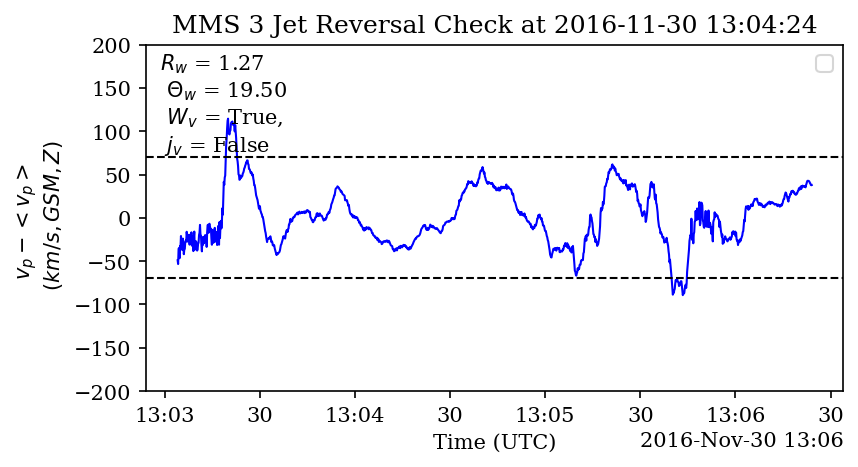 MMS 3 Jet Reversal Check at 2016-11-30 13:04:24
R_w = 1.27
Θ_w = 19.50
W_v = True,
j_v = False
v_p − < v_p >
(km/s, GSM, Z)
200
150
100
50
0
−50
−100
−150
−200
13:03 30 13:04 30 13:05 30 13:06 30
Time (UTC)
2016-Nov-30 13:06